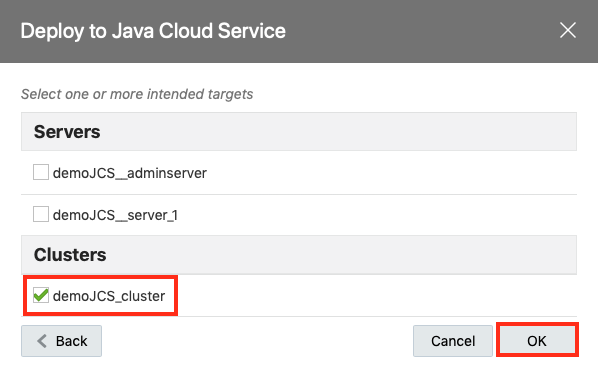 Deploy to Java Cloud Service
Select one or more intended targets
Servers
demoJCS__adminserver
demoJCS__server_1
Clusters
demoJCS_cluster
Back Cancel OK